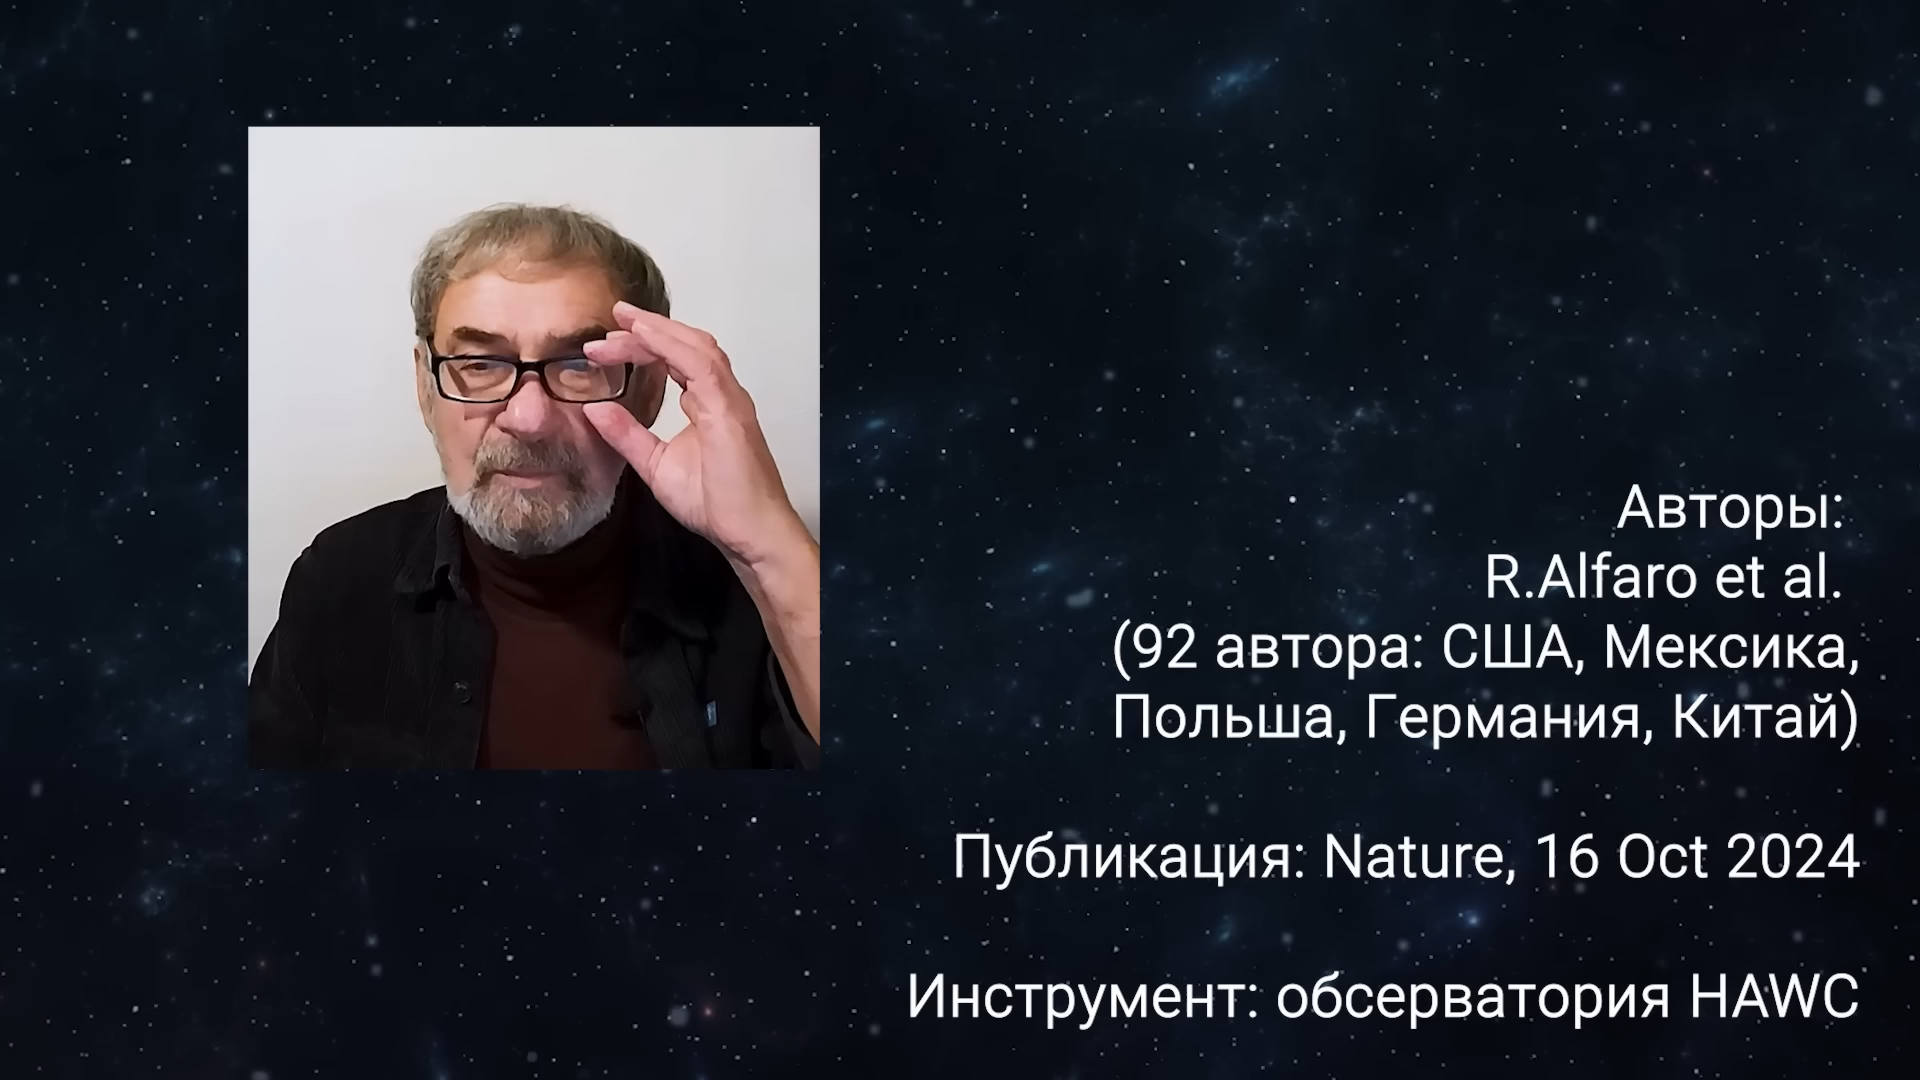 Авторы:
R.Alfaro et al.
(92 автора: США, Мексика,
Польша, Германия, Китай)
Публикация: Nature, 16 Oct 2024
Инструмент: обсерватория HAWC